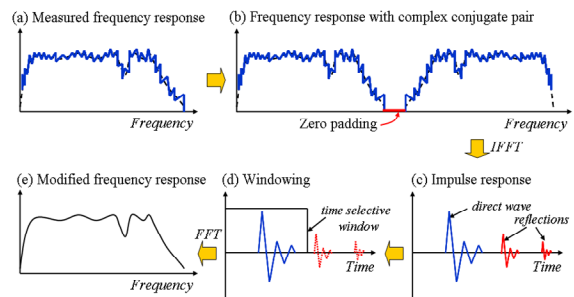 (a) Measured frequency response
Frequency
(b) Frequency response with complex conjugate pair
Zero padding
Frequency
IFFT
(c) Impulse response
direct wave
reflections
Time
(d) Windowing
time selective
window
Time
FFT
(e) Modified frequency response
Frequency